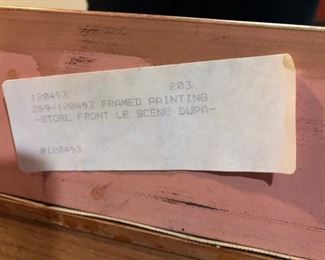 120493 203
269-120493 FRAMED PAINTING
-STORE FRONT LE SCENE DUPA-
0120493